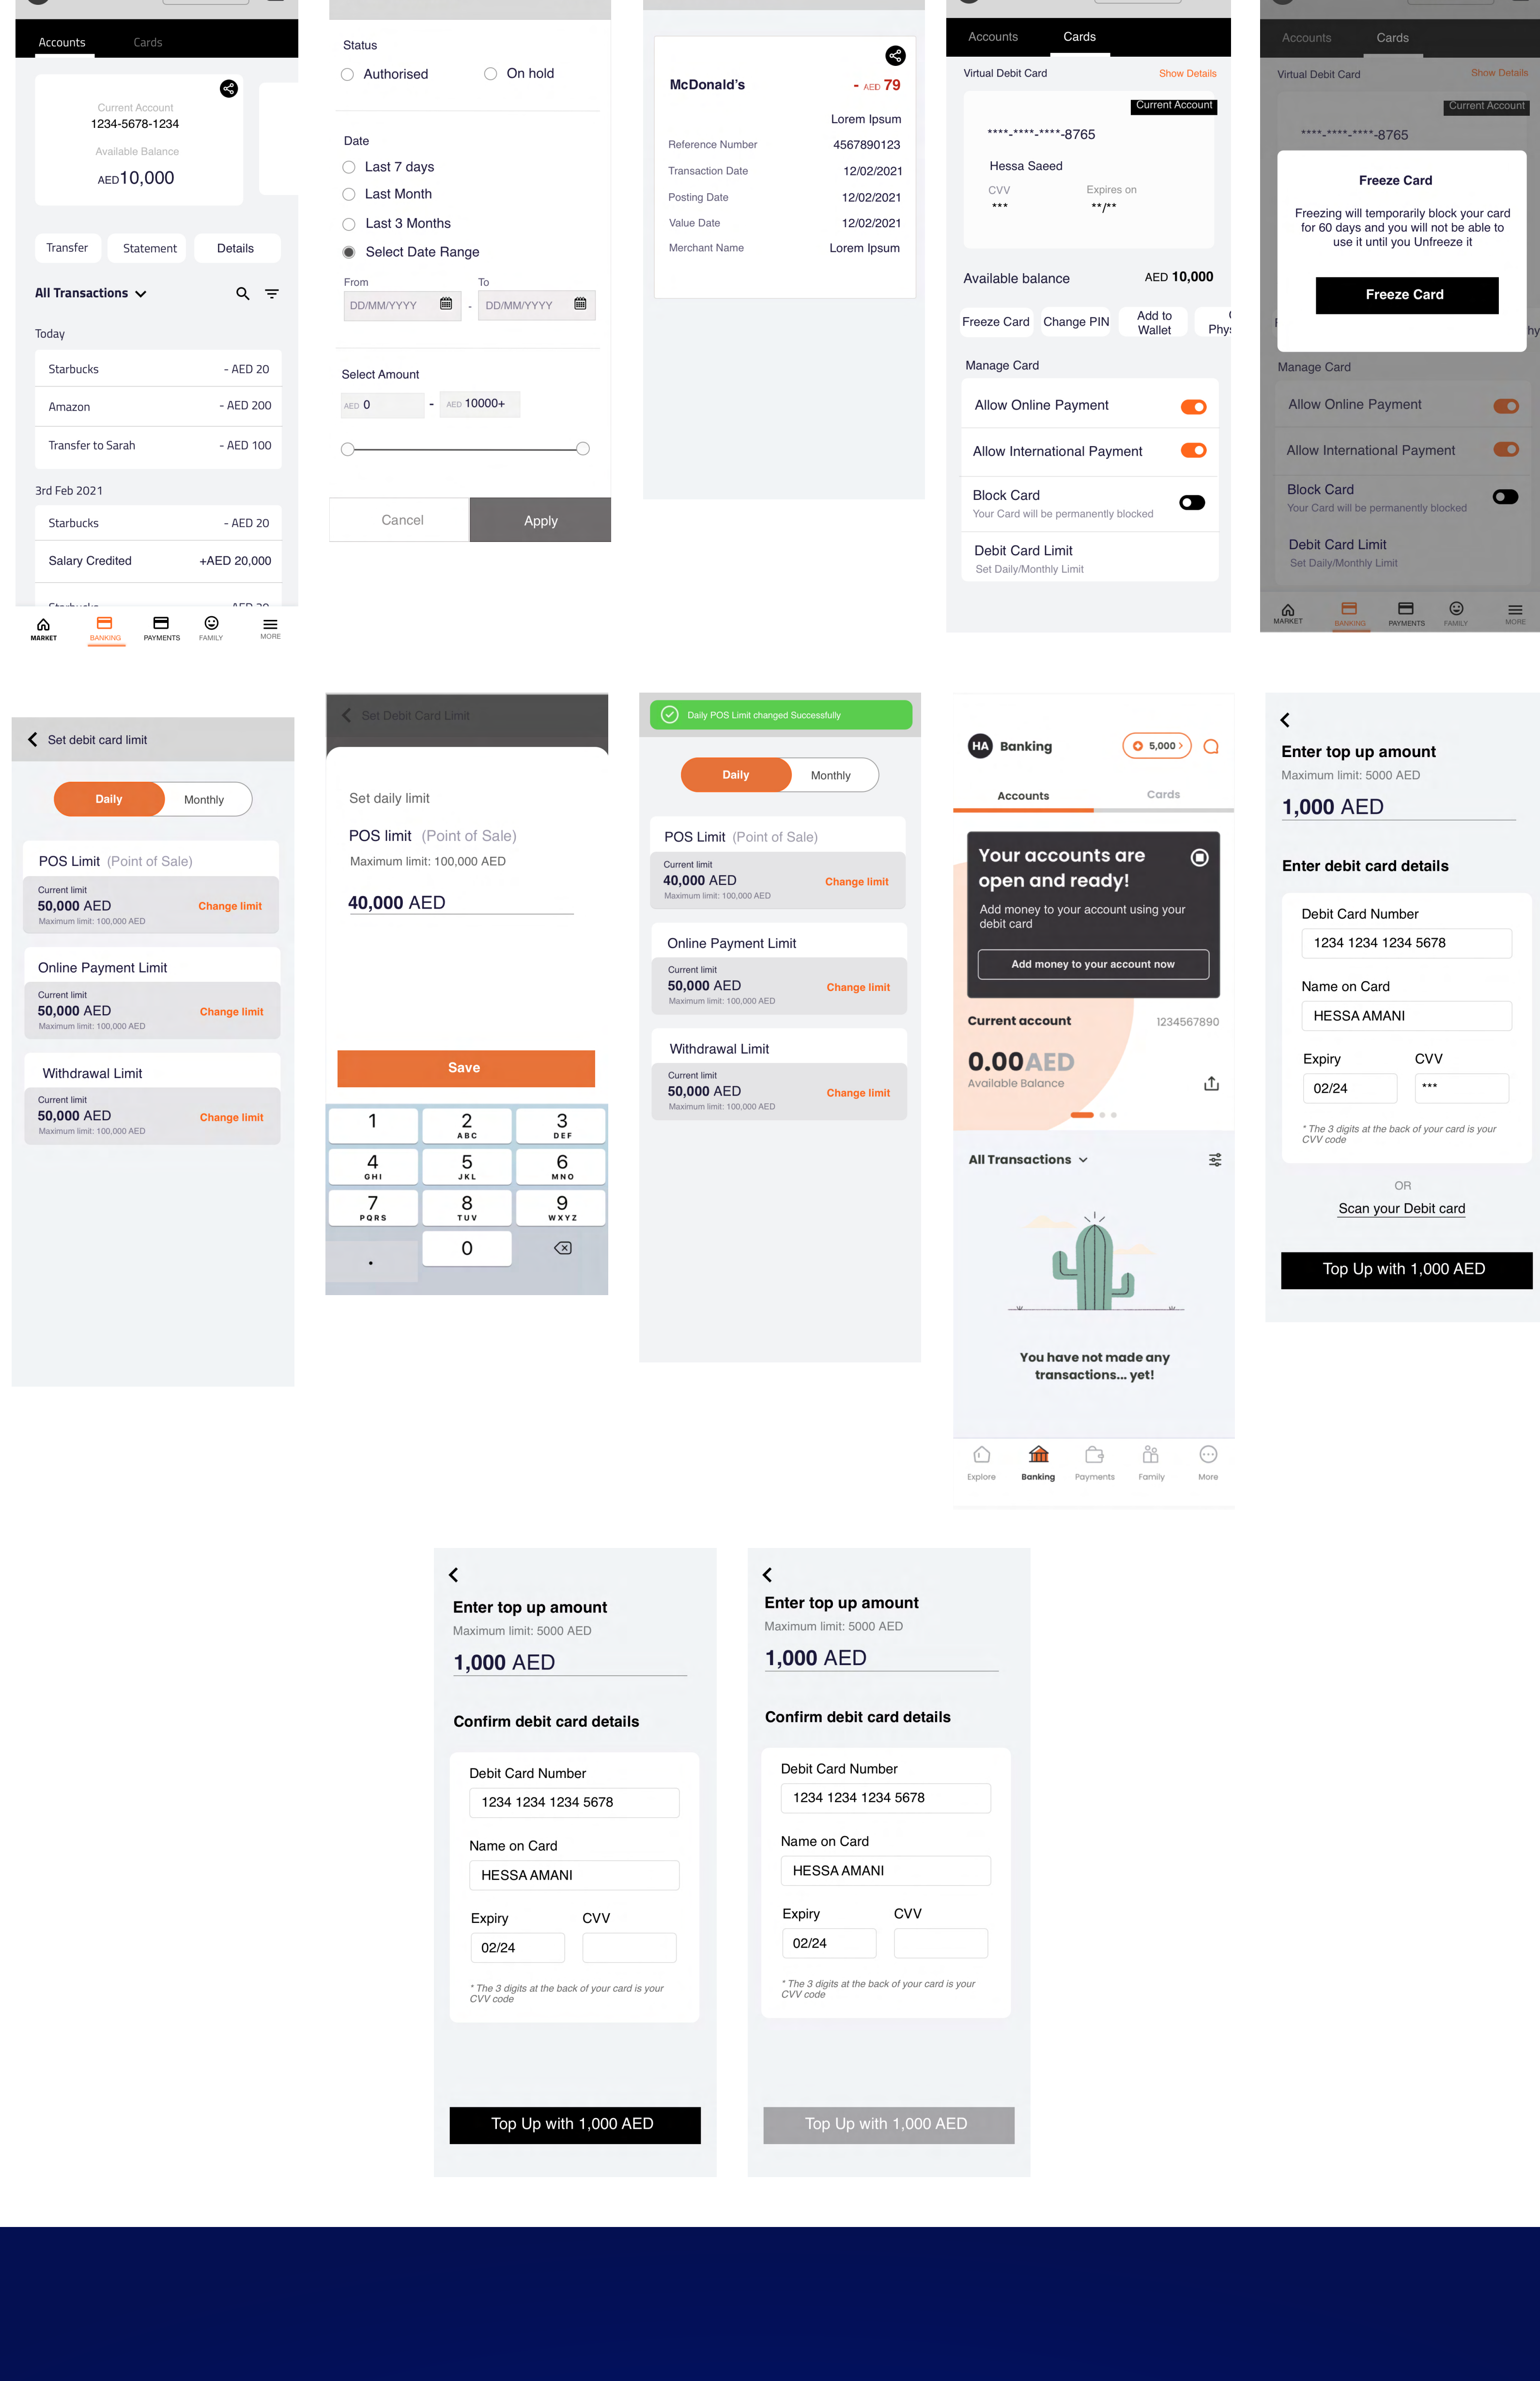 Accounts
Cards
Current Account
1234-5678-1234
Available Balance
AED10,000
Transfer
Statement
Details
All Transactions
Today
Starbucks
- AED 20
Amazon
- AED 200
Transfer to Sarah
- AED 100
3rd Feb 2021
Starbucks
- AED 20
Salary Credited
+AED 20,000
MARKET
BANKING
PAYMENTS
FAMILY
MORE
Status
Authorised
On hold
Date
Last 7 days
Last Month
Last 3 Months
Select Date Range
From
To
DD/MM/YYYY
-
DD/MM/YYYY
Select Amount
AED 0
-
AED 10000+
Cancel
Apply
McDonald's
- AED 79
Lorem Ipsum
Reference Number
4567890123
Transaction Date
12/02/2021
Posting Date
12/02/2021
Value Date
12/02/2021
Merchant Name
Lorem Ipsum
Accounts
Cards
Virtual Debit Card
Show Details
Current Account
****-****-****-8765
Hessa Saeed
CVV
Expires on
***
**/**
Available balance
AED 10,000
Freeze Card
Change PIN
Add to
Wallet
Manage Card
Allow Online Payment
Allow International Payment
Block Card
Your Card will be permanently blocked
Debit Card Limit
Set Daily/Monthly Limit
Accounts
Cards
Virtual Debit Card
Show Details
Current Account
****-****-****-8765
Freeze Card
Freezing will temporarily block your card
for 60 days and you will not be able to
use it until you Unfreeze it
Freeze Card
Manage Card
Allow Online Payment
Allow International Payment
Block Card
Your Card will be permanently blocked
Debit Card Limit
Set Daily/Monthly Limit
MARKET
BANKING
PAYMENTS
FAMILY
MORE
Set debit card limit
Daily
Monthly
POS Limit (Point of Sale)
Current limit
50,000 AED
Change limit
Maximum limit: 100,000 AED
Online Payment Limit
Current limit
50,000 AED
Change limit
Maximum limit: 100,000 AED
Withdrawal Limit
Current limit
50,000 AED
Change limit
Maximum limit: 100,000 AED
Set Debit Card Limit
Set daily limit
POS limit (Point of Sale)
Maximum limit: 100,000 AED
40,000 AED
Save
1
2
ABC
3
DEF
4
GHI
5
JKL
6
MNO
7
PQRS
8
TUV
9
WXYZ
.
0
Daily POS Limit changed Successfully
Daily
Monthly
POS Limit (Point of Sale)
Current limit
40,000 AED
Change limit
Maximum limit: 100,000 AED
Online Payment Limit
Current limit
50,000 AED
Change limit
Maximum limit: 100,000 AED
Withdrawal Limit
Current limit
50,000 AED
Change limit
Maximum limit: 100,000 AED
HA
Banking
5,000 >
Accounts
Cards
Your accounts are
open and ready!
Add money to your account using your
debit card
Add money to your account now
Current account
1234567890
0.00AED
Available Balance
All Transactions
You have not made any
transactions... yet!
Explore
Banking
Payments
Family
More
Enter top up amount
Maximum limit: 5000 AED
1,000 AED
Enter debit card details
Debit Card Number
1234 1234 1234 5678
Name on Card
HESSA AMANI
Expiry
CVV
02/24
***
* The 3 digits at the back of your card is your
CVV code
OR
Scan your Debit card
Top Up with 1,000 AED
Enter top up amount
Maximum limit: 5000 AED
1,000 AED
Confirm debit card details
Debit Card Number
1234 1234 1234 5678
Name on Card
HESSA AMANI
Expiry
CVV
02/24
* The 3 digits at the back of your card is your
CVV code
Top Up with 1,000 AED
Enter top up amount
Maximum limit: 5000 AED
1,000 AED
Confirm debit card details
Debit Card Number
1234 1234 1234 5678
Name on Card
HESSA AMANI
Expiry
CVV
02/24
* The 3 digits at the back of your card is your
CVV code
Top Up with 1,000 AED